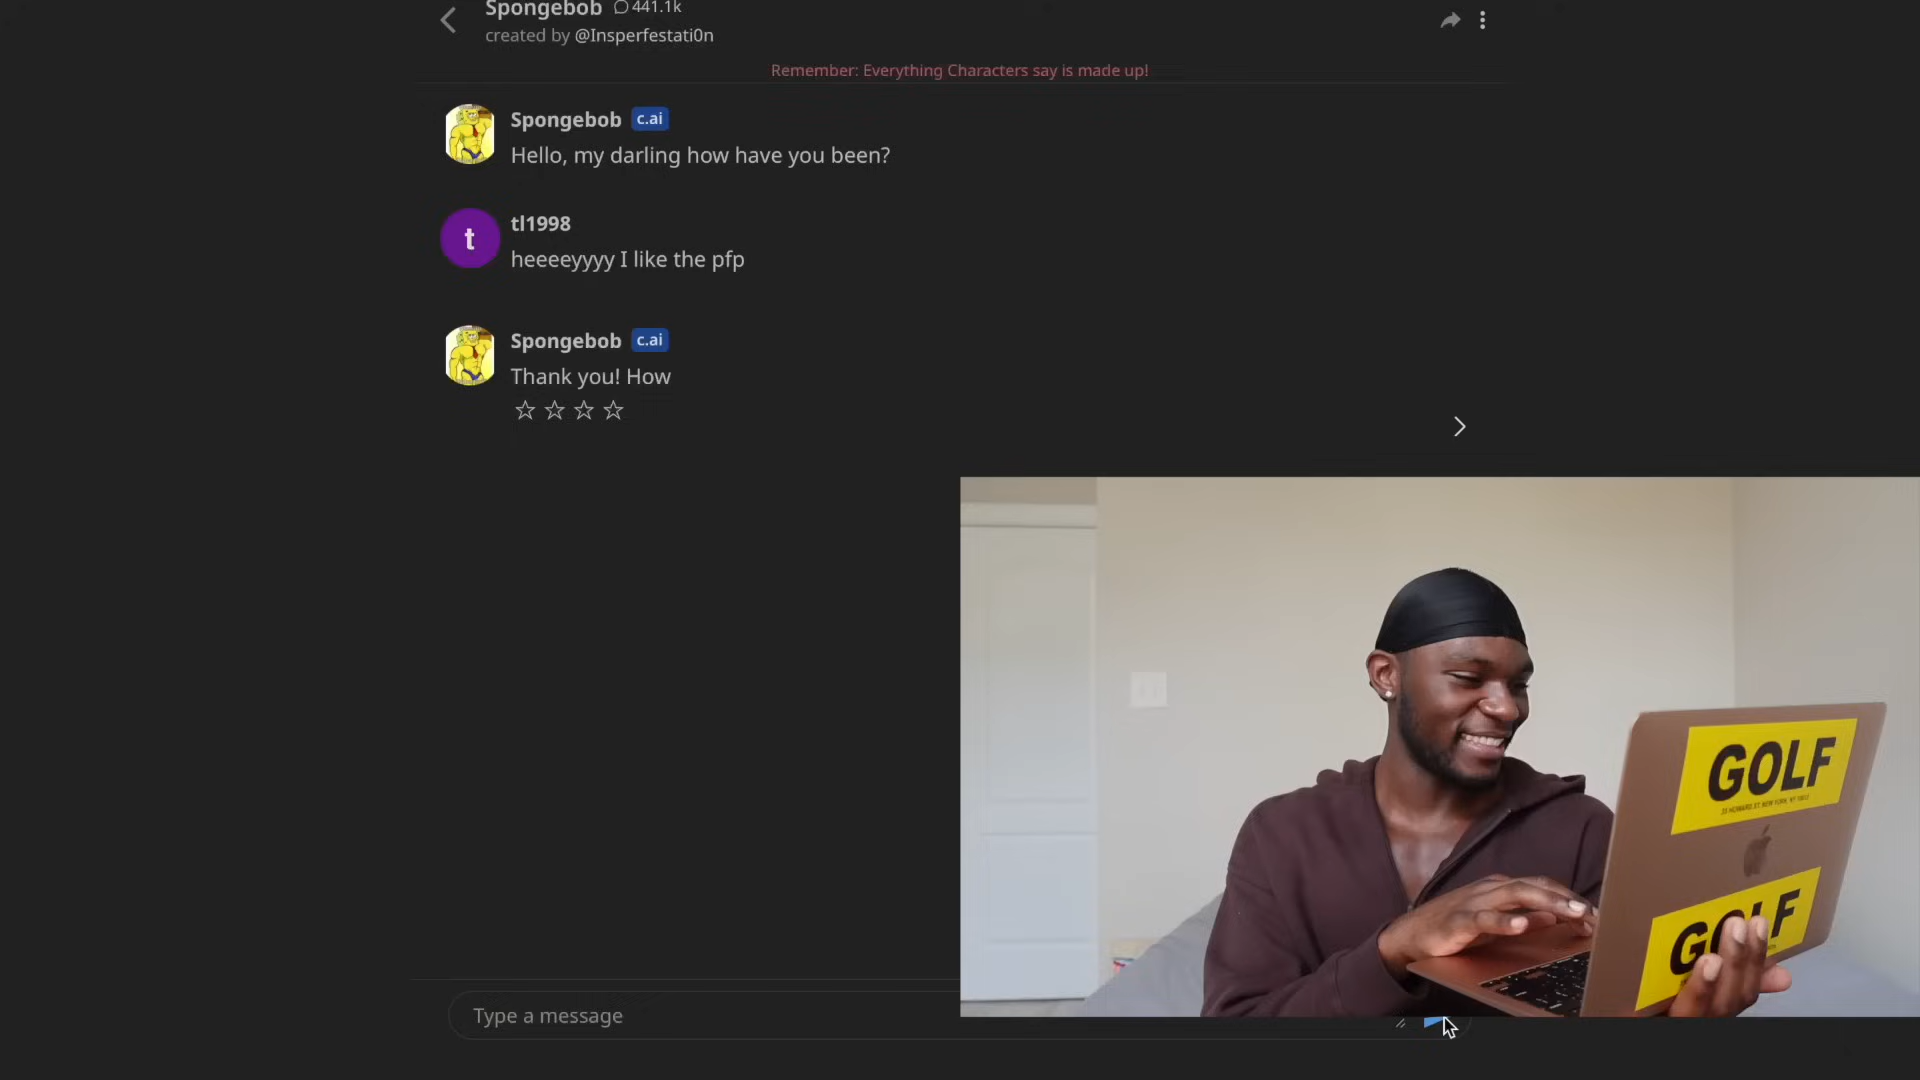 Spongebob 441.1k
created by @Insperfestati0n
Remember: Everything Characters say is made up!
Spongebob c.ai
Hello, my darling how have you been?
t
tl1998
heeeeyyyy I like the pfp
Spongebob c.ai
Thank you! How
GOLF
GOLF
Type a message